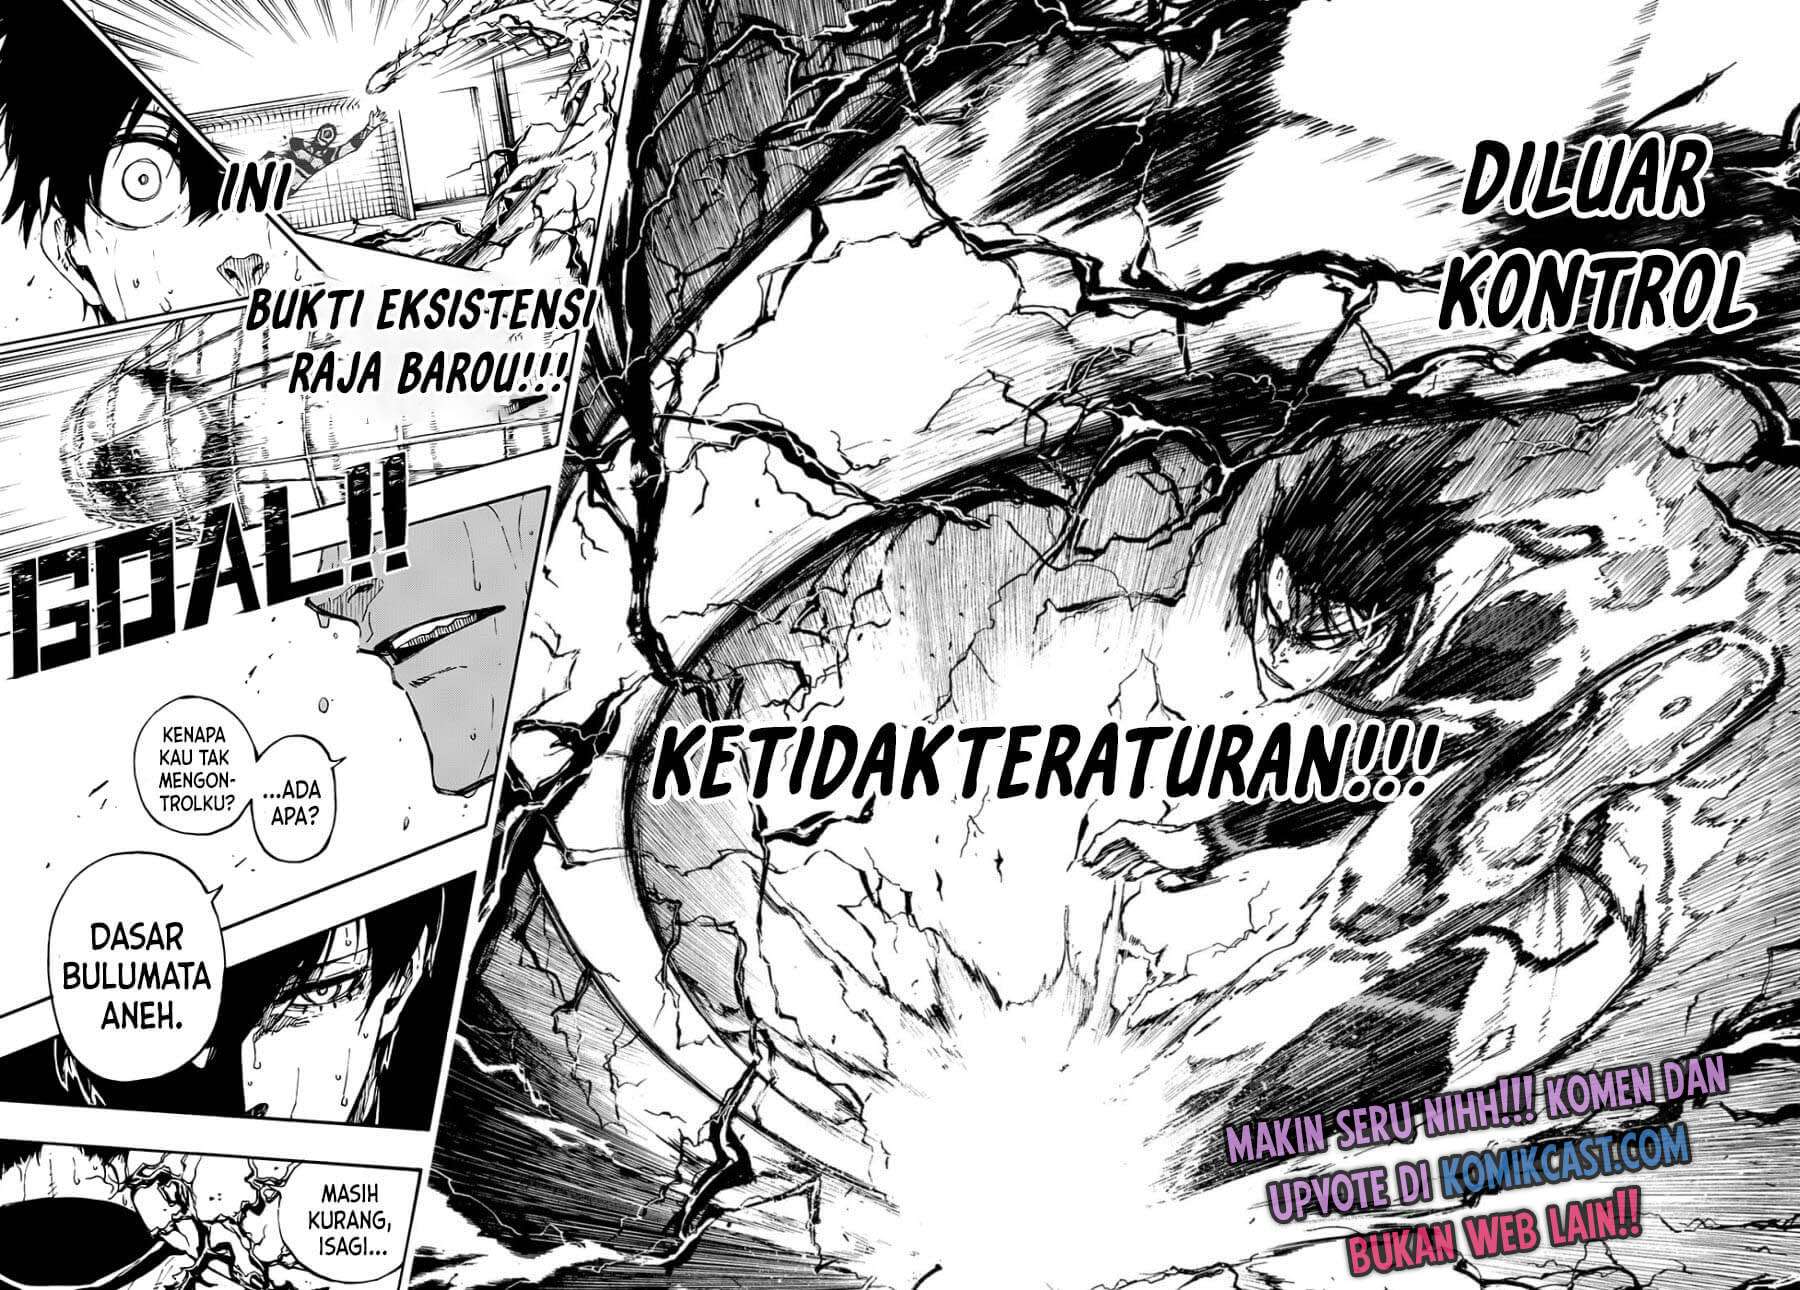 DILUAR
KONTROL
KETIDAKTERATURAN!!!
INI
BUKTI EKSISTENSI
RAJA BAROU!!!
GOAL!!
...ADA
APA?
KENAPA
KAU TAK
MENGON-
TROLKU?
DASAR
BULUMATA
ANEH.
MASIH
KURANG,
ISAGI...
MAKIN SERU NIHH!!! KOMEN DAN
UPVOTE DI KOMIKCAST.COM
BUKAN WEB LAIN!!